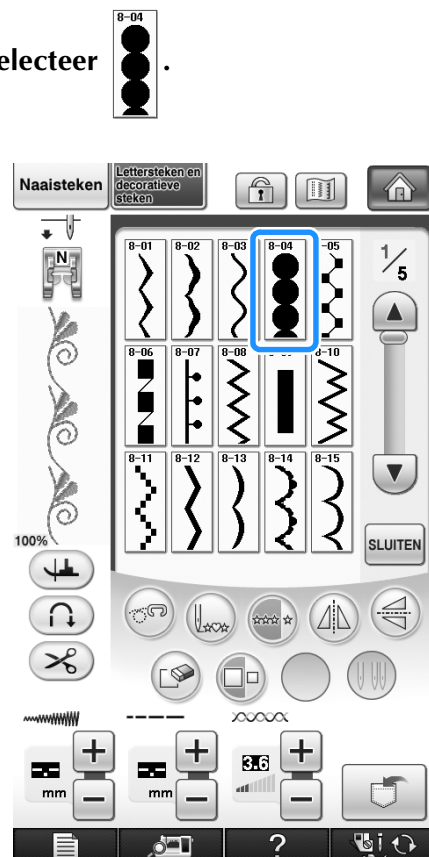 8-04
electeer .
Naaisteken
Lettersteken en
decoratieve
steken
N
8-01 8-02 8-03 8-04 -05
1/5
8-06 8-07 8-08 8-10
8-11 8-12 8-13 8-14 8-15
100%
SLUITEN
3.6
mm mm
?